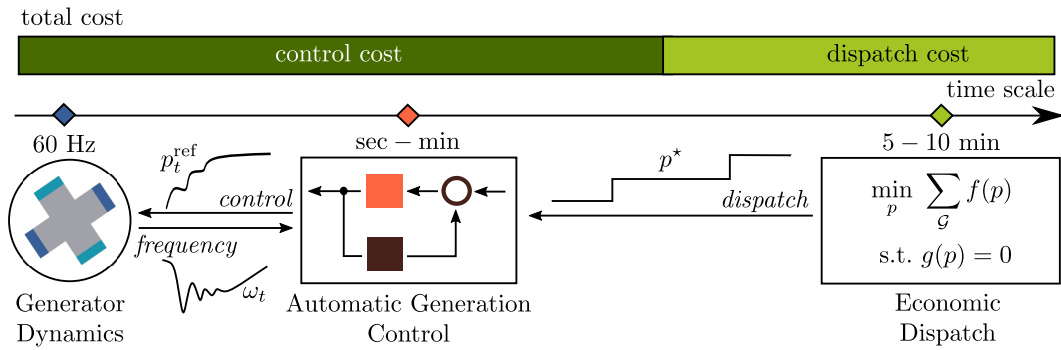 total cost
control cost
dispatch cost
time scale
60 Hz
sec − min
5 − 10 min
p_t^ref
control
frequency
ω_t
p⋆
dispatch
min_p ∑_𝒢 f(p)
s.t. g(p) = 0
Generator
Dynamics
Automatic Generation
Control
Economic
Dispatch